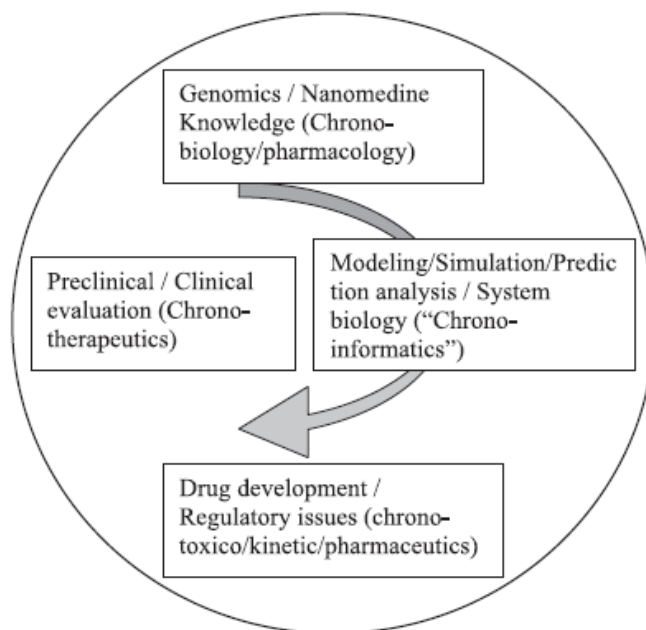 Genomics / Nanomedine
Knowledge (Chrono-
biology/pharmacology)
Preclinical / Clinical
evaluation (Chrono-
therapeutics)
Modeling/Simulation/Predic
tion analysis / System
biology (“Chrono-
informatics”)
Drug development /
Regulatory issues (chrono-
toxico/kinetic/pharmaceutics)